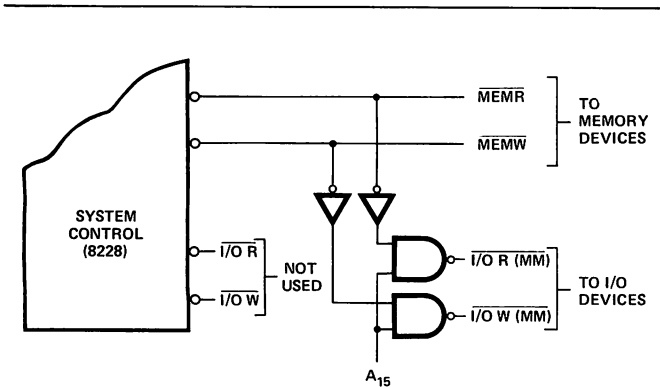 MEMR
TO
MEMORY
DEVICES
MEMW
SYSTEM
CONTROL
(8228)
I/O R
NOT
USED
I/O W
I/O R (MM)
TO I/O
DEVICES
I/O W (MM)
A15